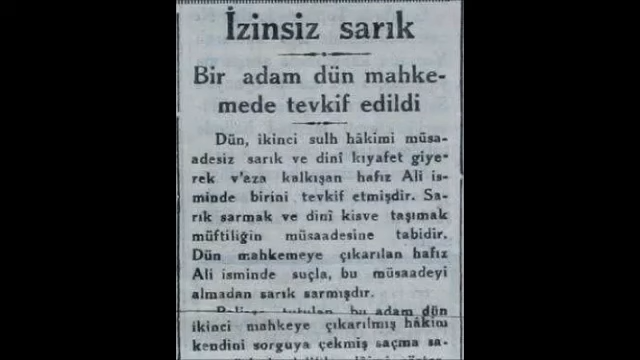 İzinsiz sarık
Bir adam dün mahke-
mede tevkif edildi
Dün, ikinci sulh hâkimi müsa-
adesiz sarık ve dinî kıyafet giye-
rek v'aza kalkışan hafız Ali is-
minde birini tevkif etmişdir. Sa-
rık sarmak ve dinî kisve taşımak
müftiliğin müsaadesine tabidir.
Dün mahkemeye çıkarılan hafız
Ali isminde suçla, bu müsaadeyi
almadan sarık sarmışdır.
bu adam dün
ikinci mahkeye çıkarılmış hâkim
kendini sorguya çekmiş saçma sa-